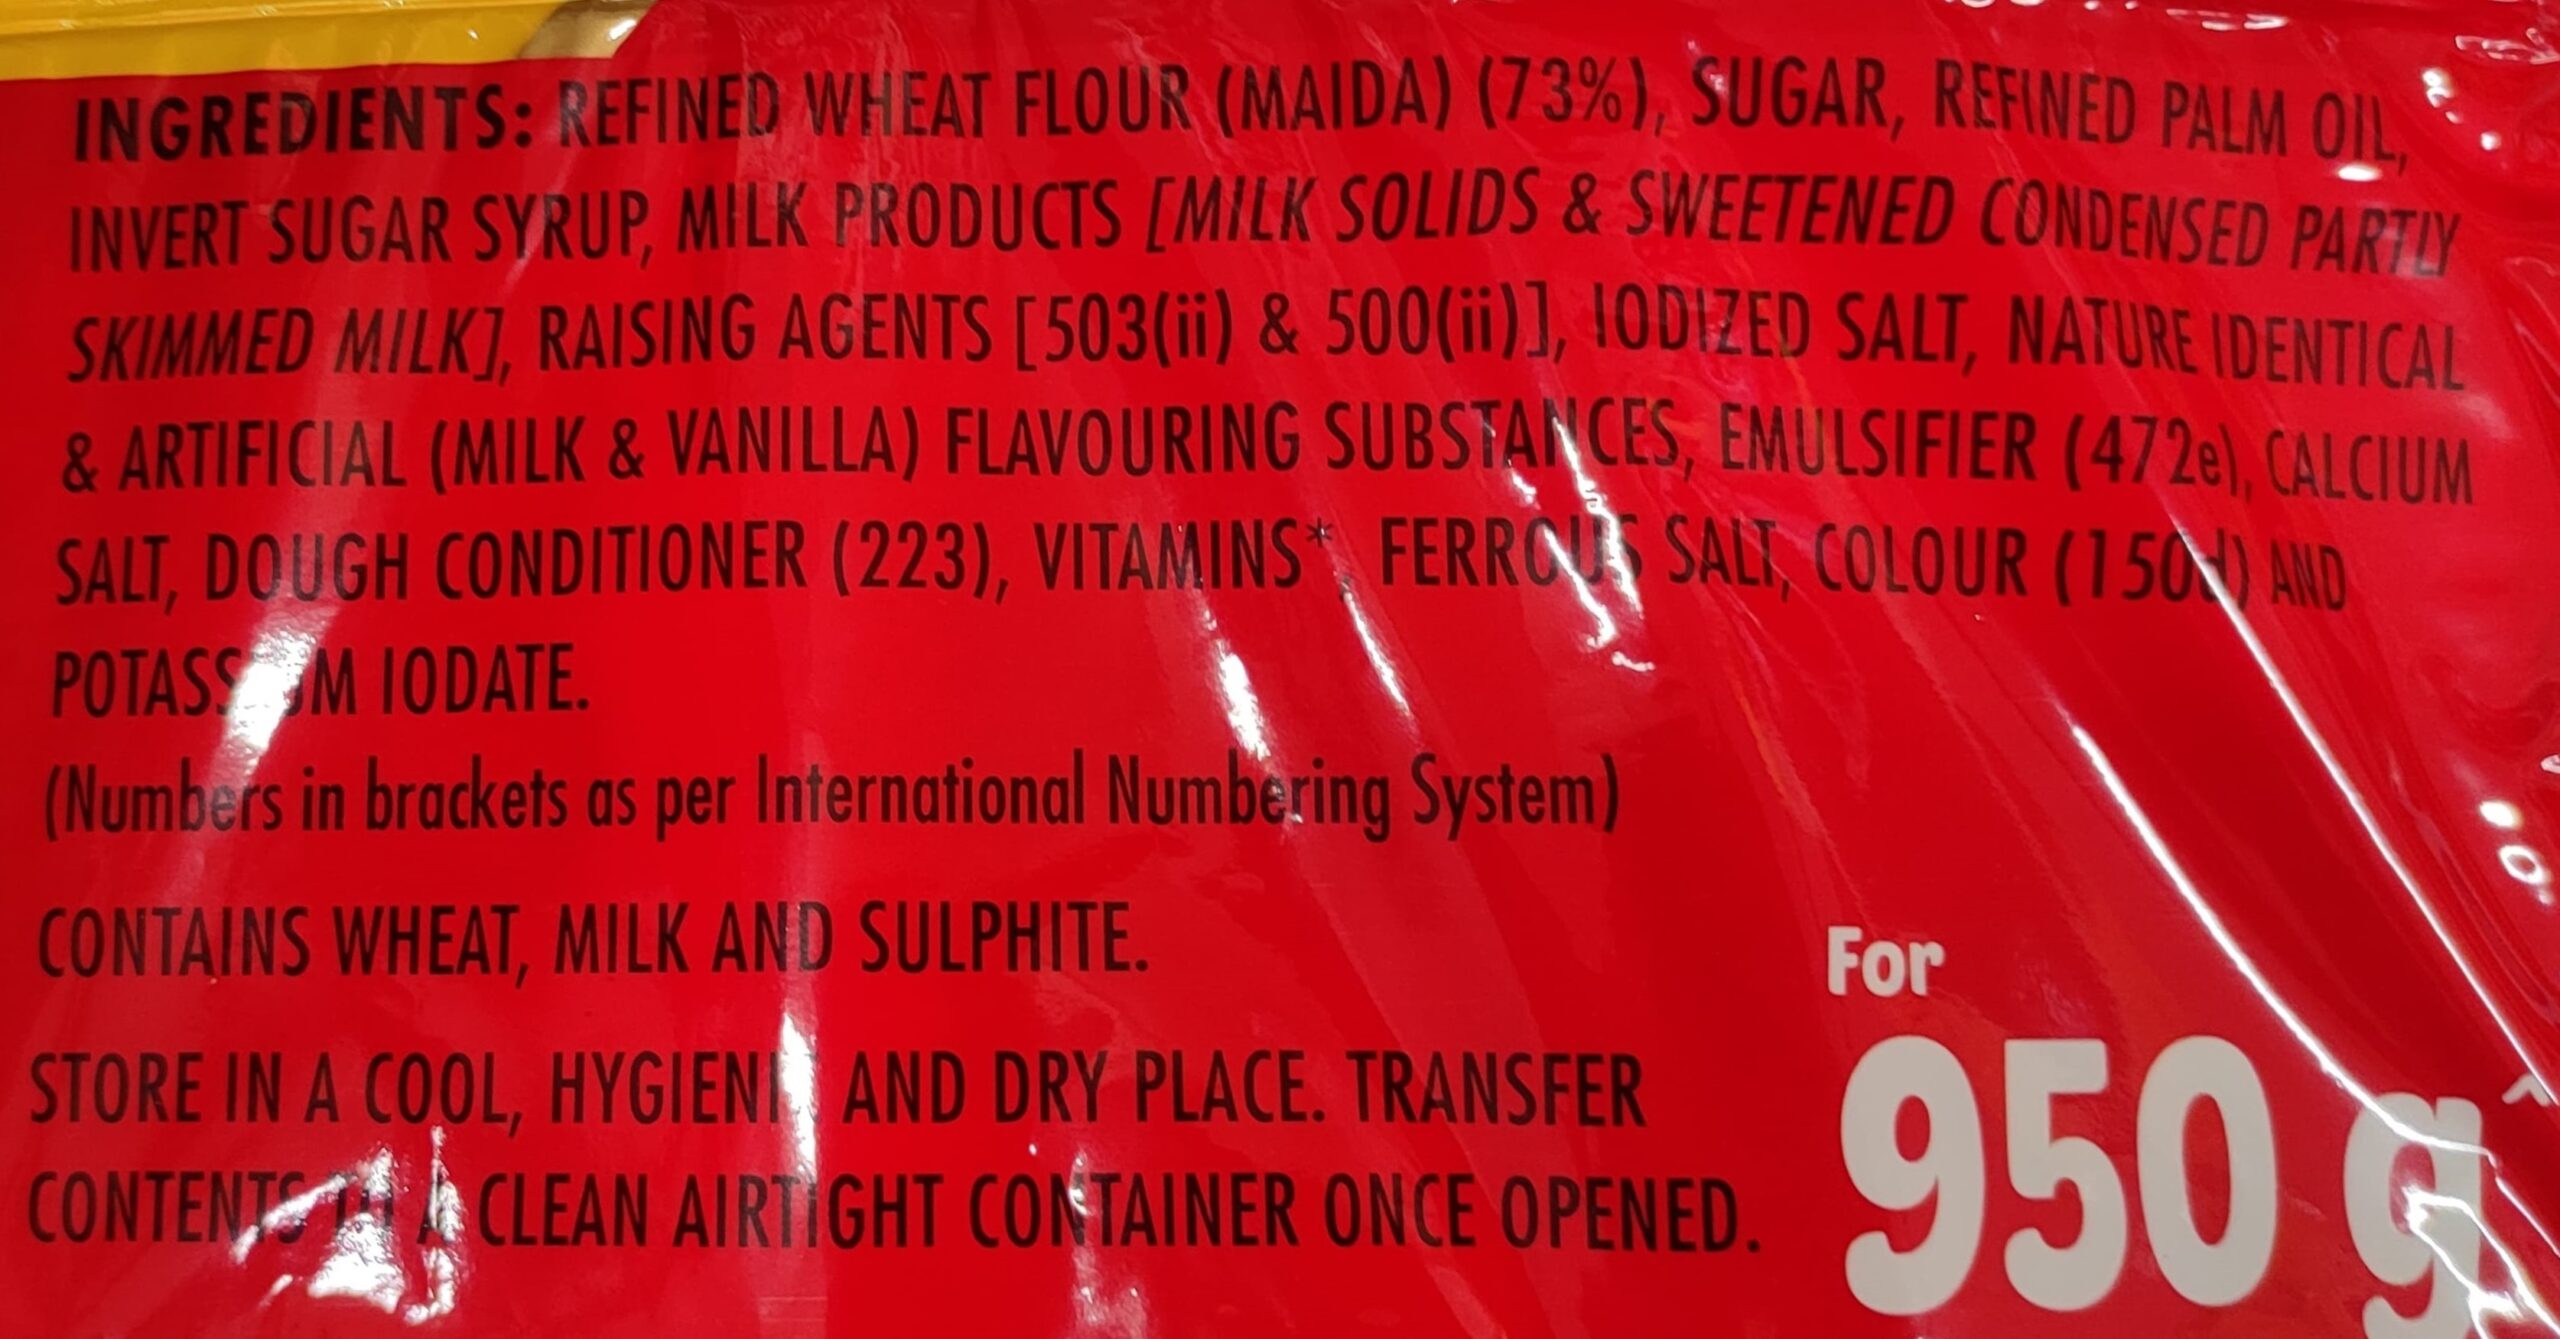 INGREDIENTS: REFINED WHEAT FLOUR (MAIDA) (73%), SUGAR, REFINED PALM OIL,
INVERT SUGAR SYRUP, MILK PRODUCTS [MILK SOLIDS & SWEETENED CONDENSED PARTLY
SKIMMED MILK], RAISING AGENTS [503(ii) & 500(ii)], IODIZED SALT, NATURE IDENTICAL
& ARTIFICIAL (MILK & VANILLA) FLAVOURING SUBSTANCES, EMULSIFIER (472e), CALCIUM
SALT, DOUGH CONDITIONER (223), VITAMINS*, FERROUS SALT, COLOUR (150d) AND
POTASSIUM IODATE.
(Numbers in brackets as per International Numbering System)
CONTAINS WHEAT, MILK AND SULPHITE.
STORE IN A COOL, HYGIENIC AND DRY PLACE. TRANSFER
CONTENTS TO A CLEAN AIRTIGHT CONTAINER ONCE OPENED.
For
950 g^